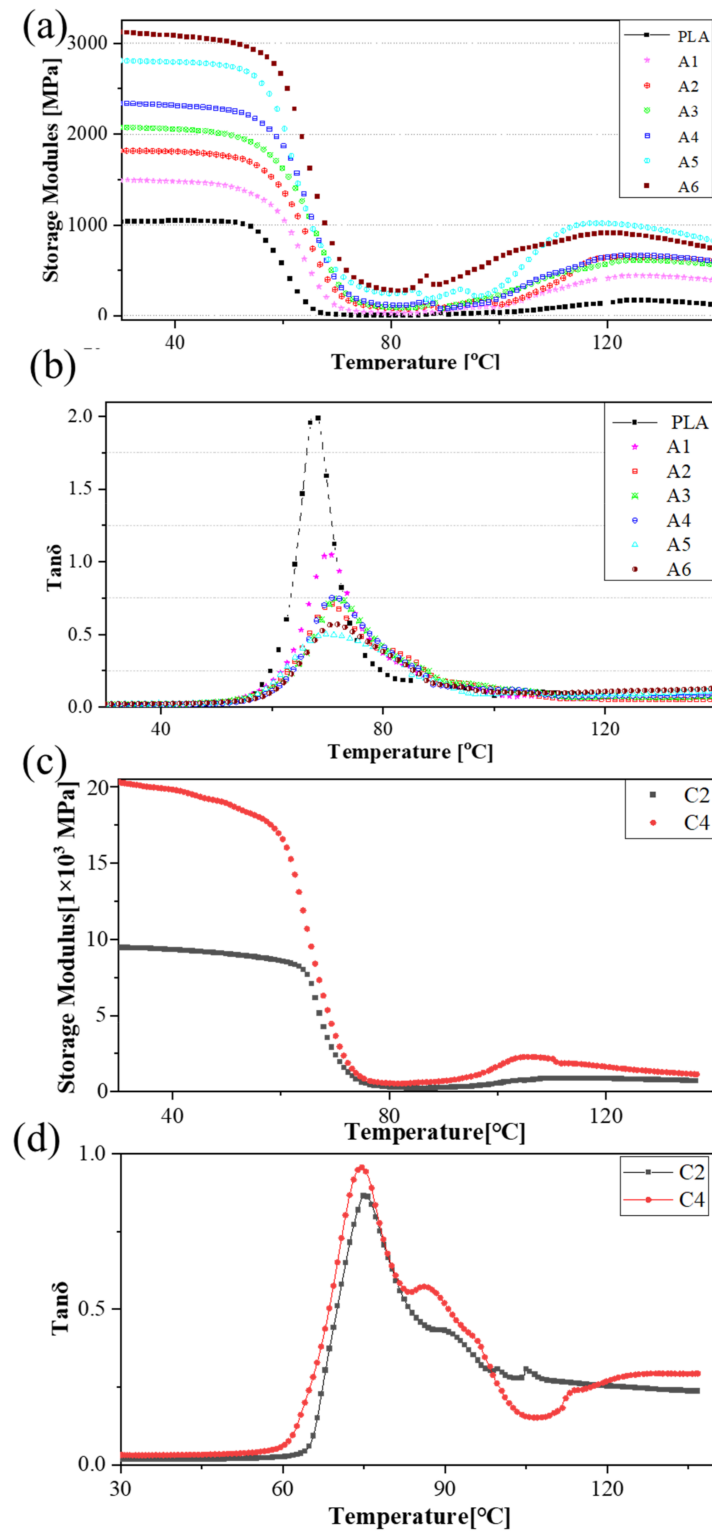 (a)
Storage Modules [MPa]
3000
2000
1000
0
40
80
120
Temperature [°C]
PLA
A1
A2
A3
A4
A5
A6
(b)
Tanδ
2.0
1.5
1.0
0.5
0.0
40
80
120
Temperature [°C]
PLA
A1
A2
A3
A4
A5
A6
(c)
Storage Modulus[1×10³ MPa]
20
15
10
5
0
40
80
120
Temperature[°C]
C2
C4
(d)
Tanδ
1.0
0.5
0.0
30
60
90
120
Temperature[°C]
C2
C4